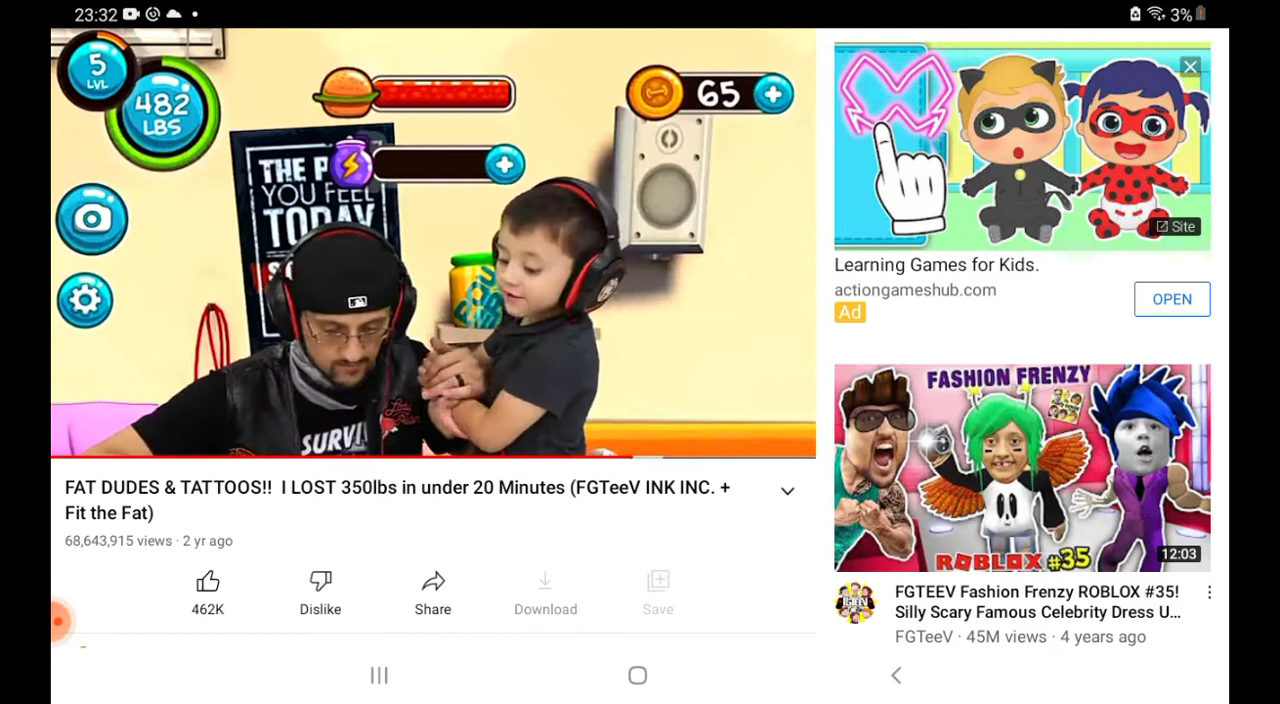 23:32
3%
5
LVL
482
LBS
65
THE P
YOU FEEL
TODAY
SURVI
Site
Learning Games for Kids.
actiongameshub.com
Ad
OPEN
FAT DUDES & TATTOOS!! I LOST 350lbs in under 20 Minutes (FGTeeV INK INC. +
Fit the Fat)
68,643,915 views · 2 yr ago
462K
Dislike
Share
Download
Save
FASHION FRENZY
ROBLOX #35
12:03
FGTEEV Fashion Frenzy ROBLOX #35!
Silly Scary Famous Celebrity Dress U...
FGTeeV · 45M views · 4 years ago